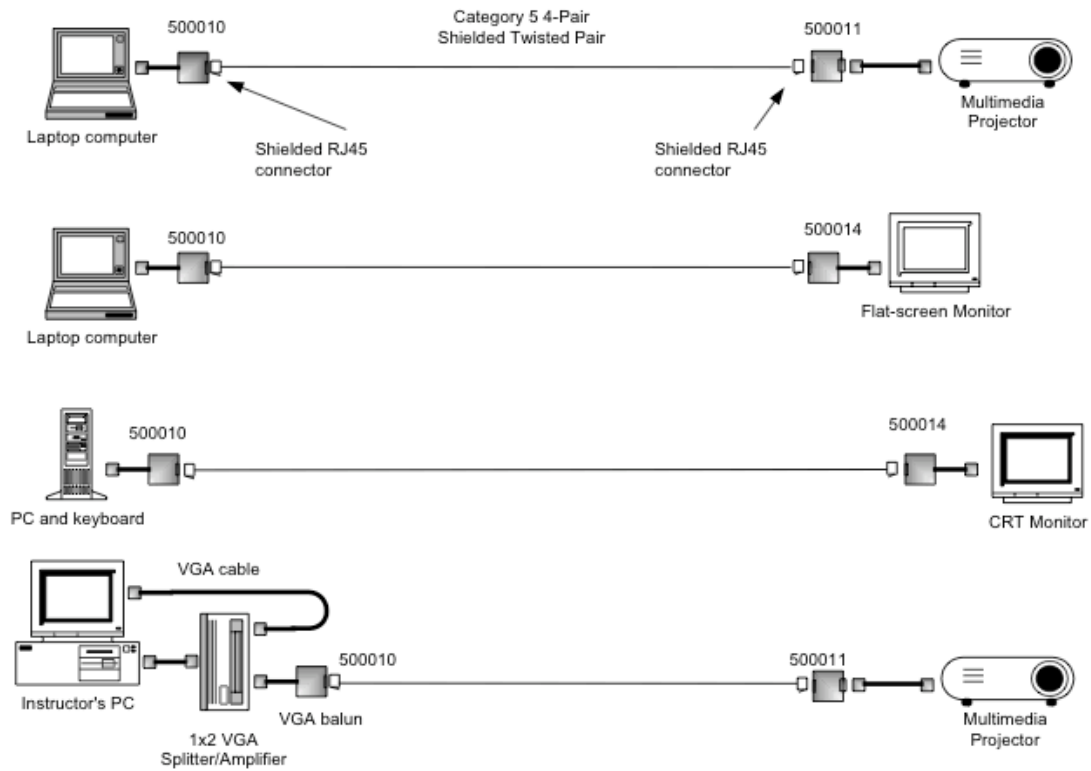 500010
Category 5 4-Pair
Shielded Twisted Pair
500011
Laptop computer
Shielded RJ45
connector
Shielded RJ45
connector
Multimedia
Projector
500010
500014
Laptop computer
Flat-screen Monitor
500010
500014
PC and keyboard
CRT Monitor
VGA cable
500010
500011
Instructor's PC
VGA balun
1x2 VGA
Splitter/Amplifier
Multimedia
Projector